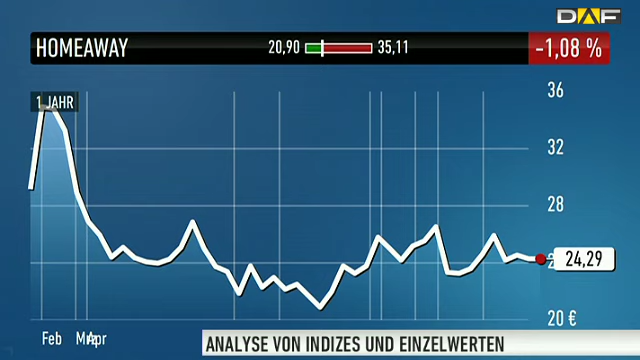 DAF
HOMEAWAY 20,90 35,11 -1,08 %
1 JAHR
36
32
28
24,29
20 €
Feb Apr
ANALYSE VON INDIZES UND EINZELWERTEN